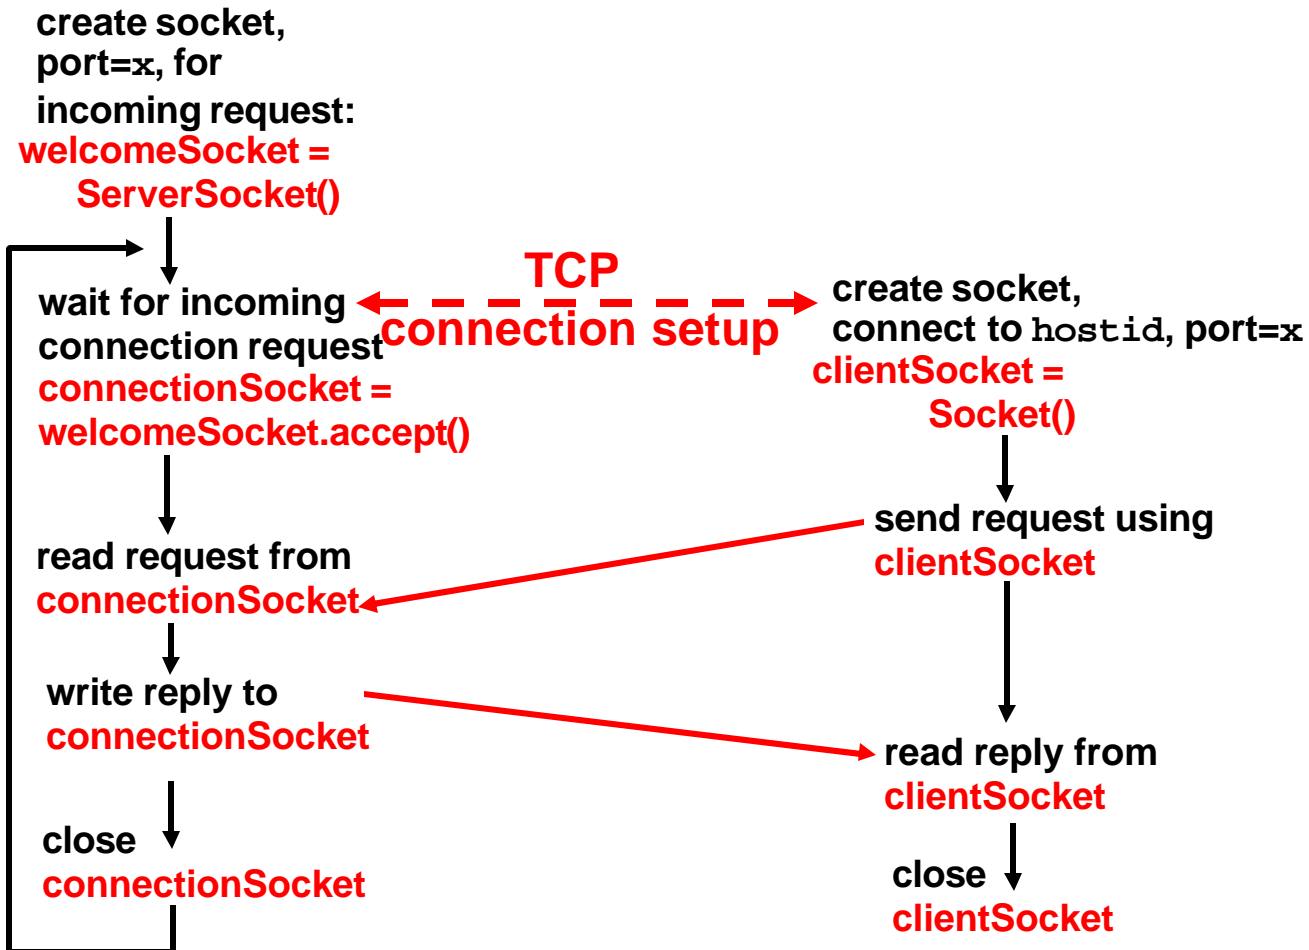 create socket,
port=x, for
incoming request:
welcomeSocket =
ServerSocket()
wait for incoming
connection request
connectionSocket =
welcomeSocket.accept()
read request from
connectionSocket
write reply to
connectionSocket
close
connectionSocket
TCP
connection setup
create socket,
connect to hostid, port=x
clientSocket =
Socket()
send request using
clientSocket
read reply from
clientSocket
close
clientSocket